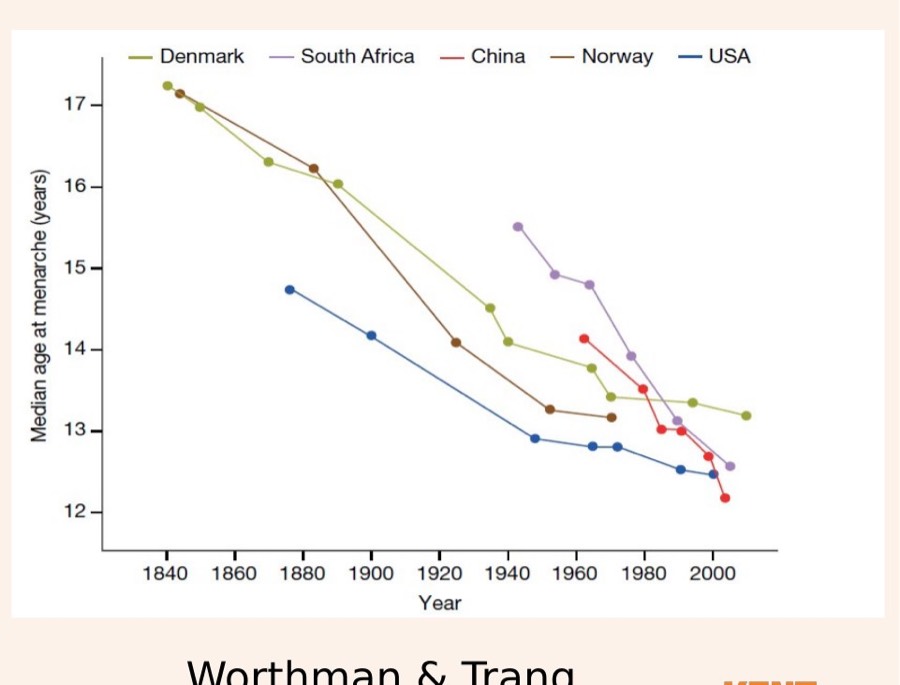 Denmark South Africa China Norway USA
17
16
15
14
13
12
Median age at menarche (years)
1840 1860 1880 1900 1920 1940 1960 1980 2000
Year
Worthman & Trang